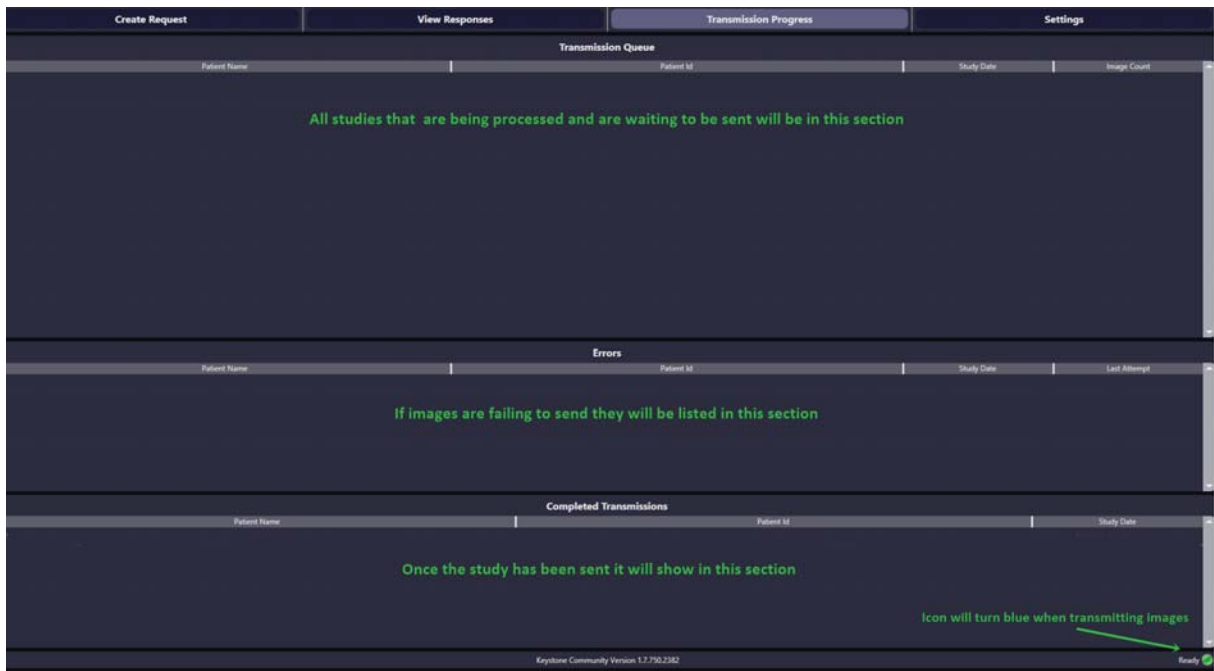 Create Request View Responses Transmission Progress Settings
Transmission Queue
Patient Name Patient Id Study Date Image Count
All studies that are being processed and are waiting to be sent will be in this section
Errors
Patient Name Patient Id Study Date Last Attempt
If images are failing to send they will be listed in this section
Completed Transmissions
Patient Name Patient Id Study Date
Once the study has been sent it will show in this section
Icon will turn blue when transmitting images
Keystone Community Version 1.7.750.2382 Ready